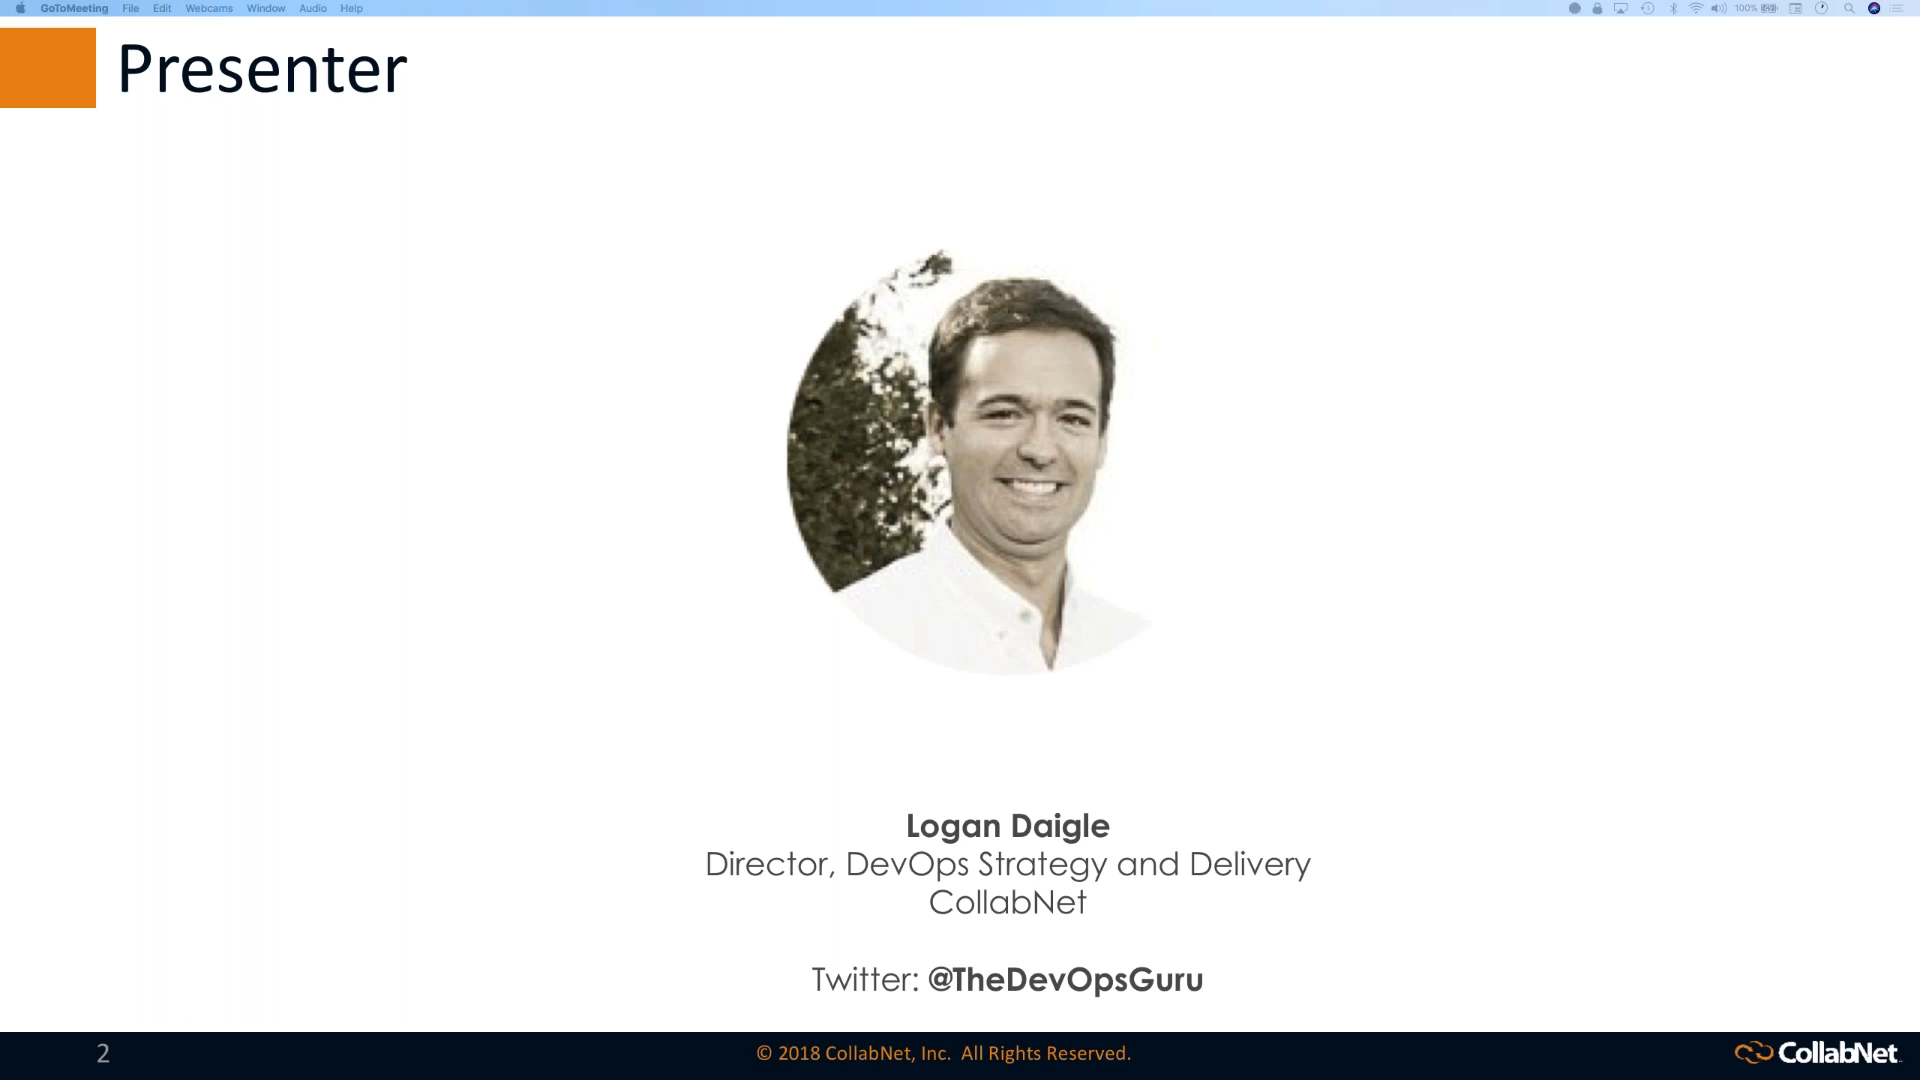 GoToMeeting File Edit Webcams Window Audio Help 100%
Presenter
Logan Daigle
Director, DevOps Strategy and Delivery
CollabNet
Twitter: @TheDevOpsGuru
2
© 2018 CollabNet, Inc. All Rights Reserved.
CollabNet